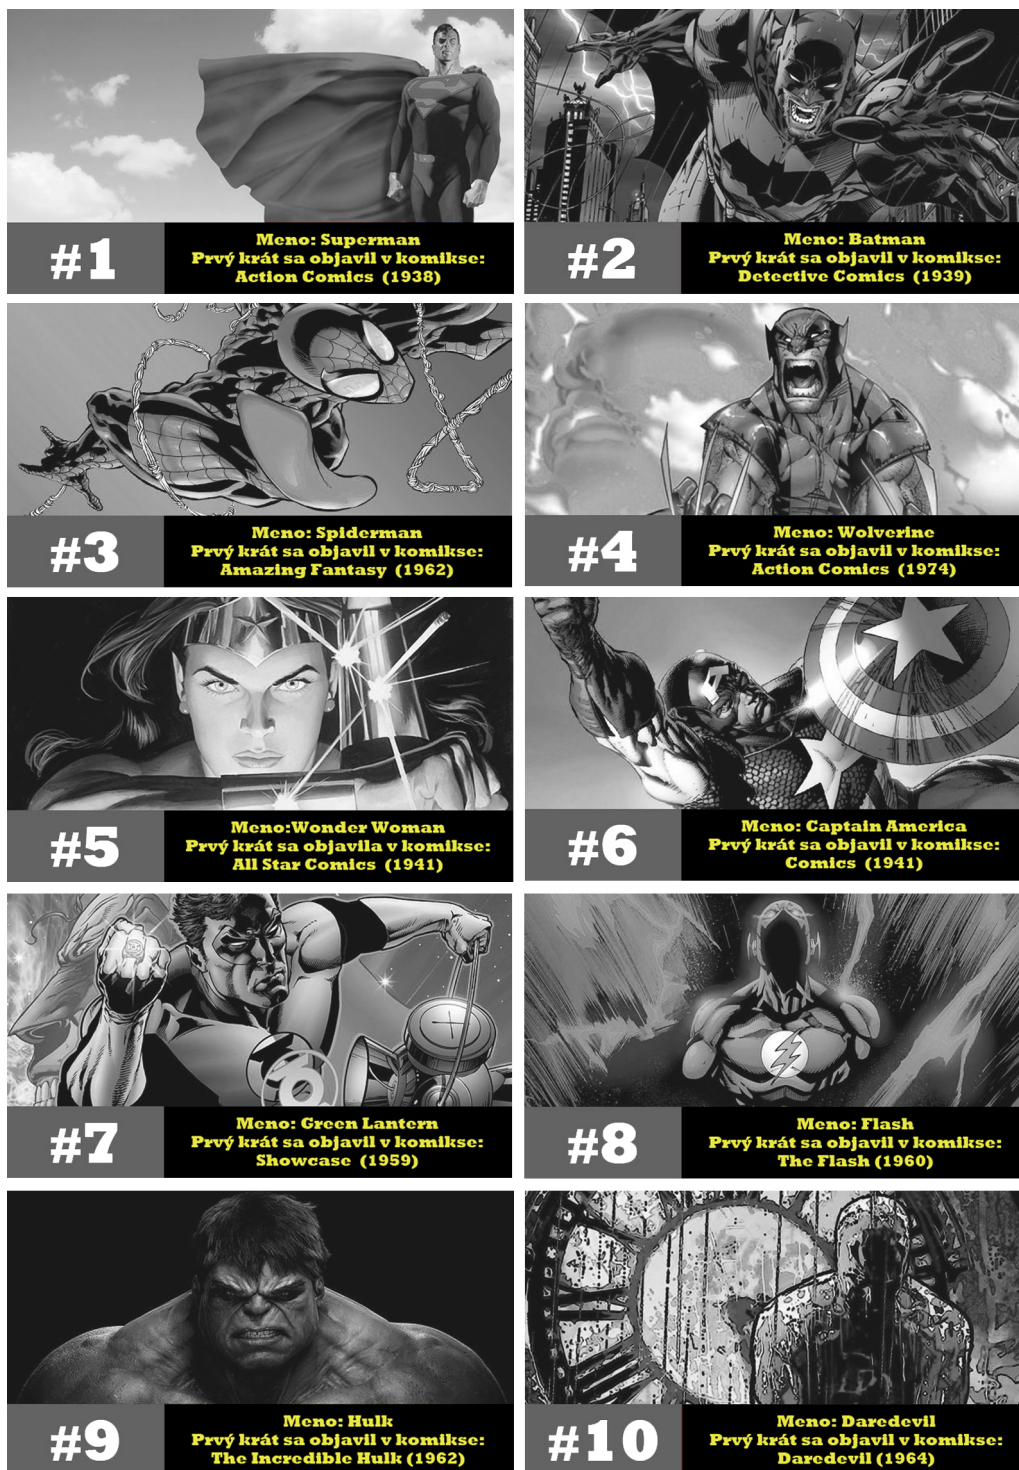 #1
Meno: Superman
Prvý krát sa objavil v komikse:
Action Comics (1938)
#2
Meno: Batman
Prvý krát sa objavil v komikse:
Detective Comics (1939)
#3
Meno: Spiderman
Prvý krát sa objavil v komikse:
Amazing Fantasy (1962)
#4
Meno: Wolverine
Prvý krát sa objavil v komikse:
Action Comics (1974)
#5
Meno:Wonder Woman
Prvý krát sa objavila v komikse:
All Star Comics (1941)
#6
Meno: Captain America
Prvý krát sa objavil v komikse:
Comics (1941)
#7
Meno: Green Lantern
Prvý krát sa objavil v komikse:
Showcase (1959)
#8
Meno: Flash
Prvý krát sa objavil v komikse:
The Flash (1960)
#9
Meno: Hulk
Prvý krát sa objavil v komikse:
The Incredible Hulk (1962)
#10
Meno: Daredevil
Prvý krát sa objavil v komikse:
Daredevil (1964)